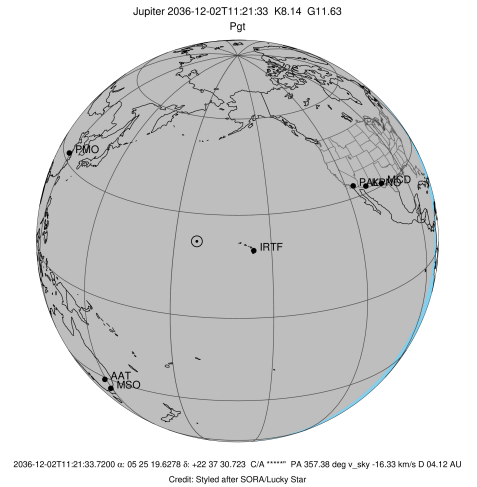 Jupiter 2036-12-02T11:21:33  K8.14  G11.63
Pgt
PMO
MCD
IRTF
AAT
MSO
2036-12-02T11:21:33.7200 α: 05 25 19.6278 δ: +22 37 30.723  C/A *****"  PA 357.38 deg v_sky -16.33 km/s D 04.12 AU
Credit: Styled after SORA/Lucky Star